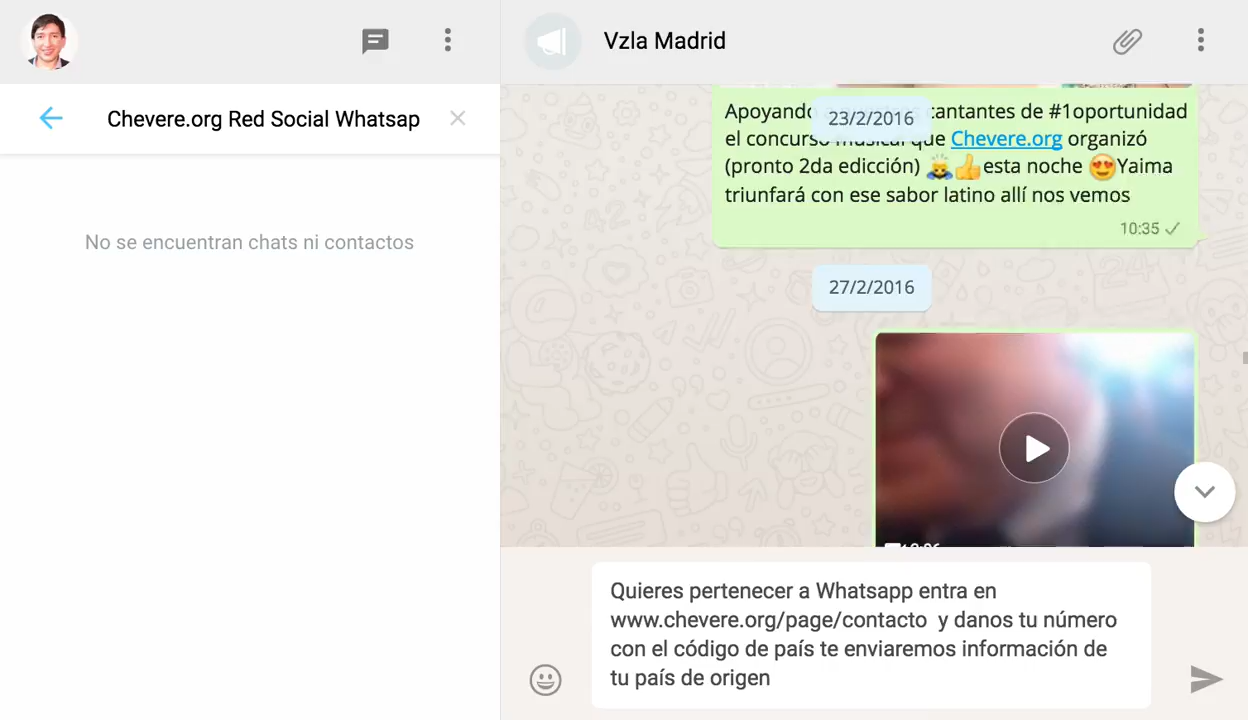 Chevere.org Red Social Whatsap
No se encuentran chats ni contactos
Vzla Madrid
Apoyando a nuestros cantantes de #1oportunidad
23/2/2016
el concurso musical que Chevere.org organizó
(pronto 2da edicción) esta noche Yaima
triunfará con ese sabor latino allí nos vemos
10:35
27/2/2016
Quieres pertenecer a Whatsapp entra en
www.chevere.org/page/contacto y danos tu número
con el código de país te enviaremos información de
tu país de origen